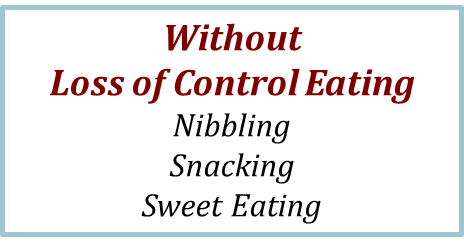 Without
Loss of Control Eating
Nibbling
Snacking
Sweet Eating